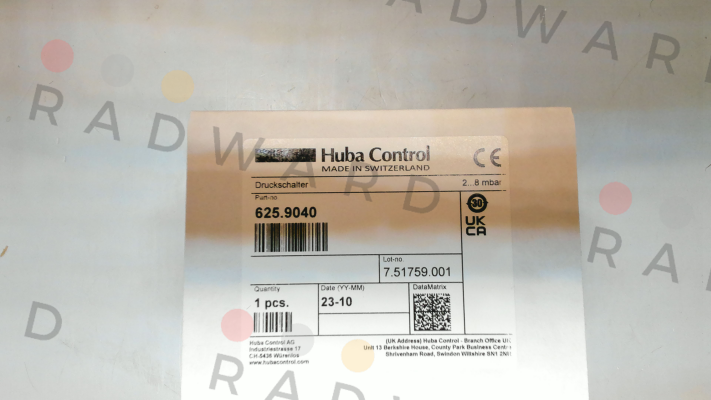 RADWARD
RADWARD
RADWARD
RADWAR
D
Huba Control
MADE IN SWITZERLAND
CE
Druckschalter
2...8 mbar
Part-no.
625.9040
30
UK
CA
Lot-no.
7.51759.001
Quantity
1 pcs.
Date (YY-MM)
23-10
DataMatrix
Huba Control AG
Industriestrasse 17
CH-5436 Würenlos
www.hubacontrol.com
(UK Address) Huba Control - Branch Office UK
Unit 13 Berkshire House, County Park Business Centre
Shrivenham Road, Swindon Wiltshire SN1 2NR